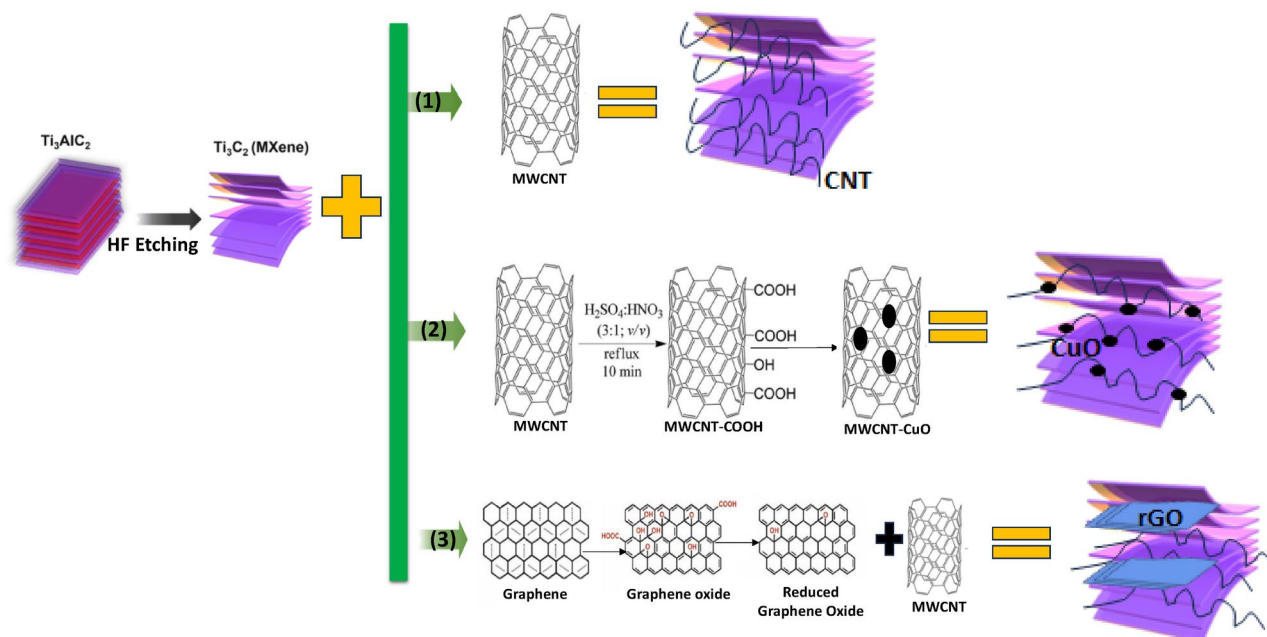 Ti₃AlC₂
HF Etching
Ti₃C₂ (MXene)
(1)
MWCNT
CNT
(2)
MWCNT
H₂SO₄:HNO₃
(3:1; v/v)
reflux
10 min
COOH
COOH
OH
COOH
MWCNT-COOH
MWCNT-CuO
CuO
(3)
Graphene
HOOC
OH
O
O
COOH
OH
OH
OH
O
OH
Graphene oxide
O
OH
Reduced
Graphene Oxide
MWCNT
rGO